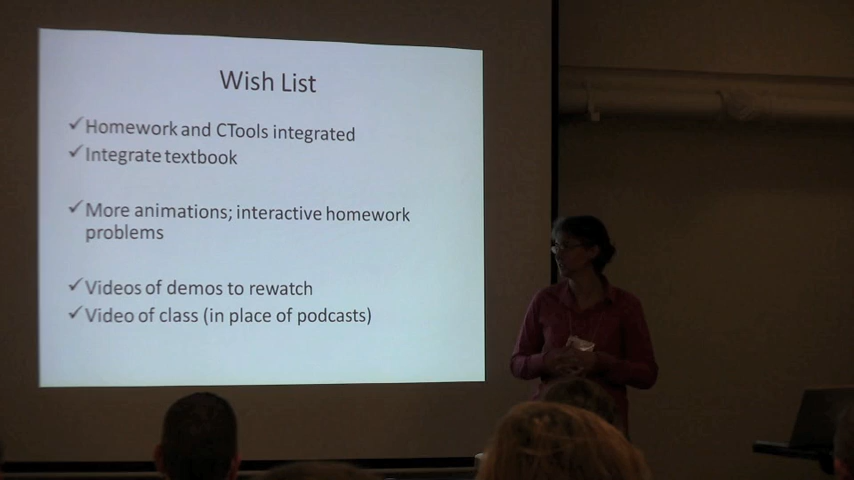 Wish List
✓Homework and CTools integrated
✓Integrate textbook
✓More animations; interactive homework
problems
✓Videos of demos to rewatch
✓Video of class (in place of podcasts)